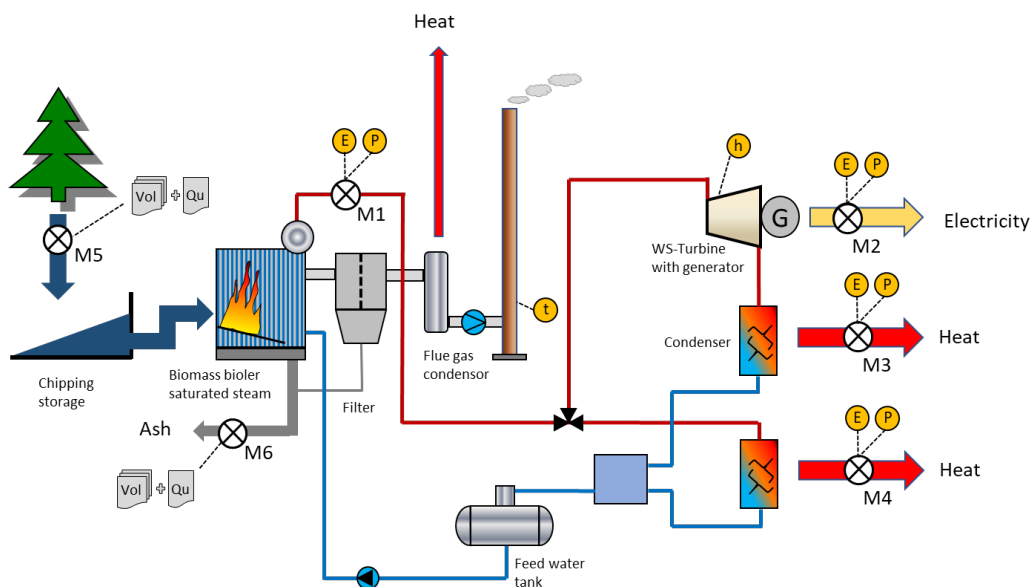 Heat
E P
M1
h
E P
G
M2
Electricity
WS-Turbine
with generator
Vol + Qu
M5
E P
Condenser
M3
Heat
t
Flue gas
condensor
Chipping
storage
Biomass bioler
saturated steam
Filter
Ash
M6
Vol + Qu
E P
M4
Heat
Feed water
tank